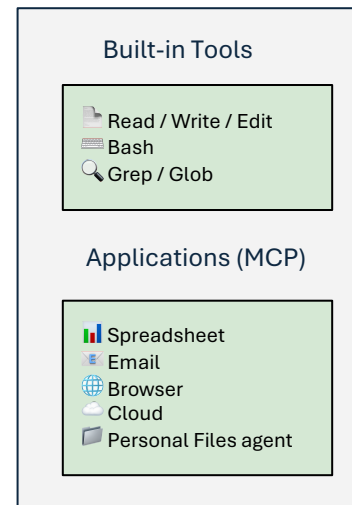 Built-in Tools
Read / Write / Edit
Bash
Grep / Glob
Applications (MCP)
Spreadsheet
Email
Browser
Cloud
Personal Files agent